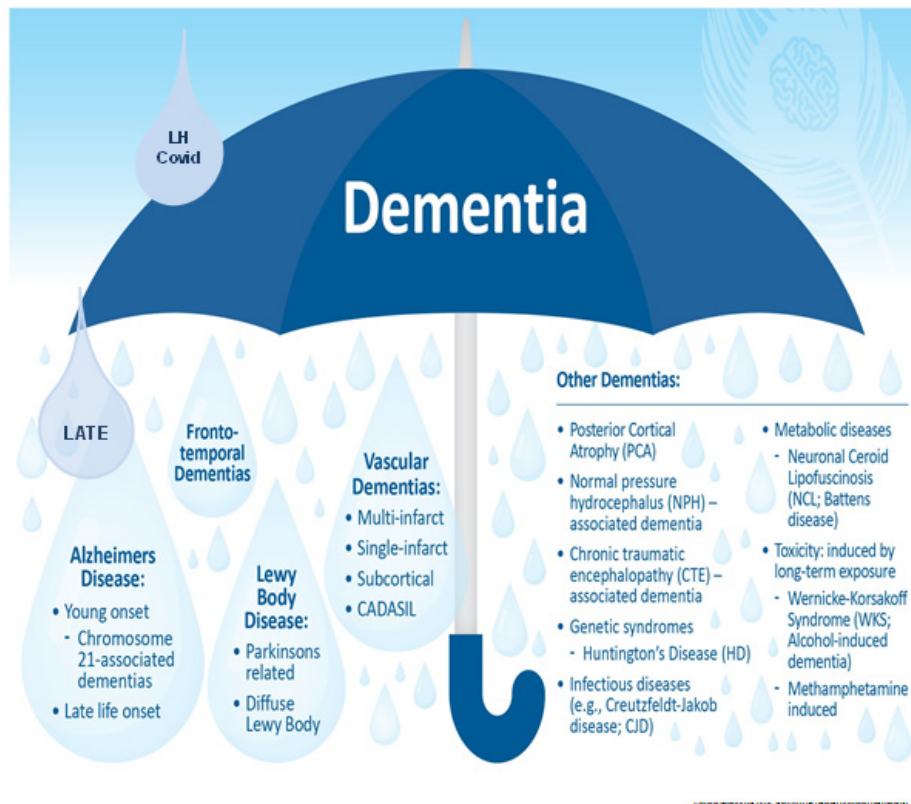 LH
Covid
Dementia
LATE
Fronto-
temporal
Dementias
Alzheimers
Disease:
• Young onset
- Chromosome
21-associated
dementias
• Late life onset
Lewy
Body
Disease:
• Parkinsons
related
• Diffuse
Lewy Body
Vascular
Dementias:
• Multi-infarct
• Single-infarct
• Subcortical
• CADASIL
Other Dementias:
• Posterior Cortical
Atrophy (PCA)
• Normal pressure
hydrocephalus (NPH) –
associated dementia
• Chronic traumatic
encephalopathy (CTE) –
associated dementia
• Genetic syndromes
- Huntington's Disease (HD)
• Infectious diseases
(e.g., Creutzfeldt-Jakob
disease; CJD)
• Metabolic diseases
- Neuronal Ceroid
Lipofuscinosis
(NCL; Battens
disease)
• Toxicity: induced by
long-term exposure
- Wernicke-Korsakoff
Syndrome (WKS;
Alcohol-induced
dementia)
- Methamphetamine
induced